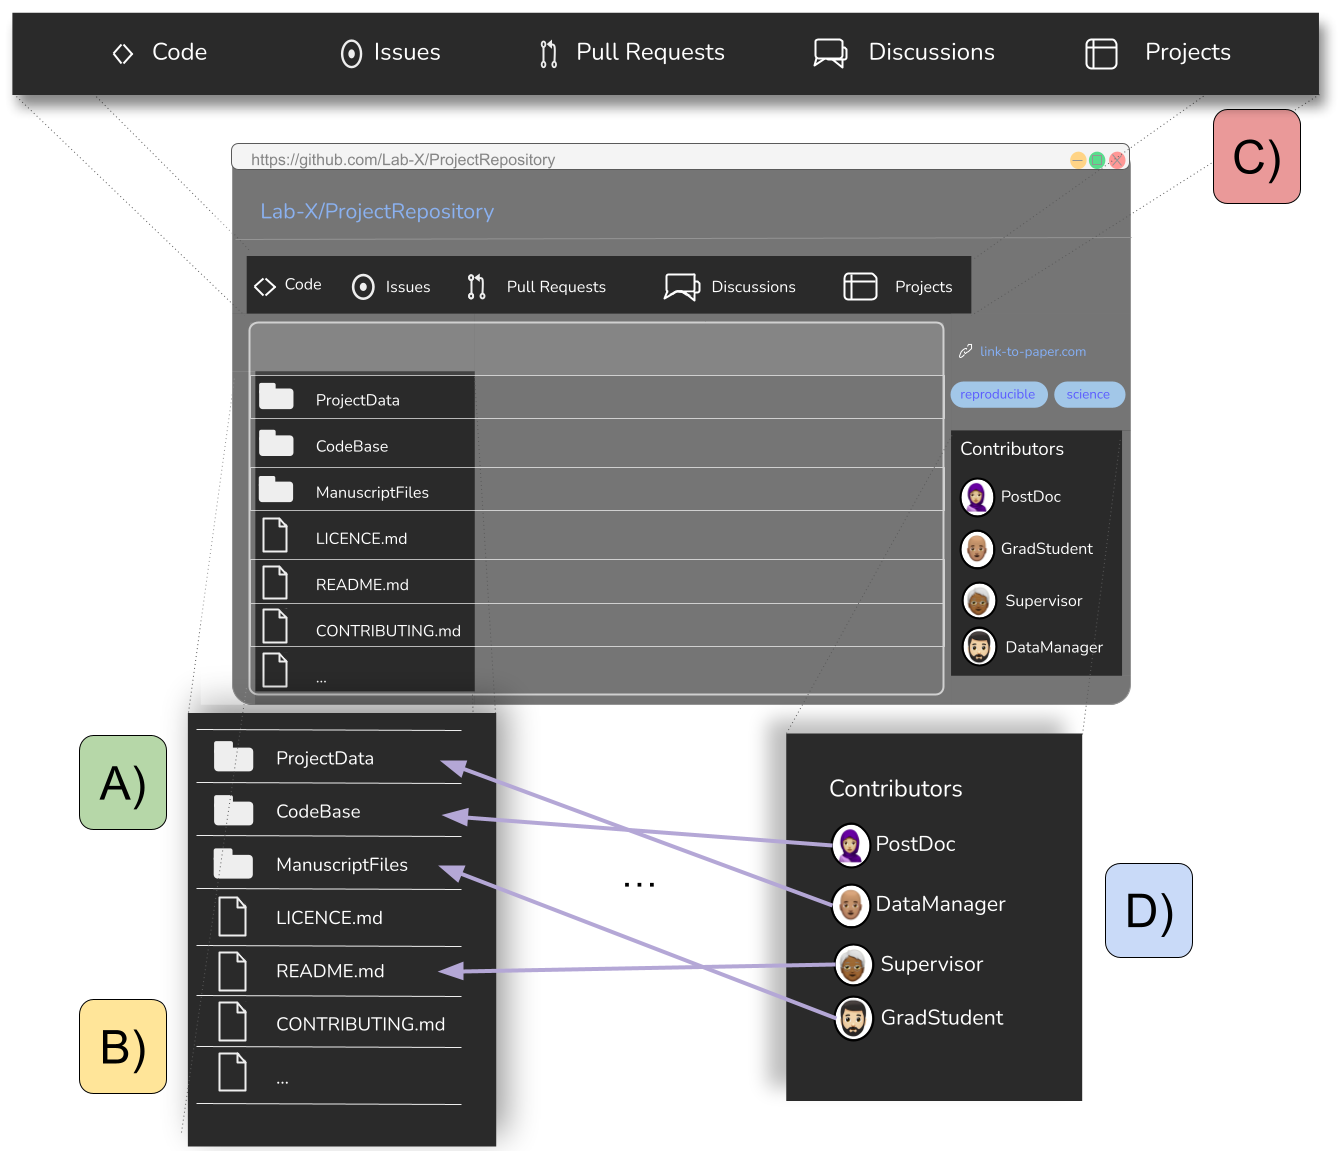 Code Issues Pull Requests Discussions Projects
C)
https://github.com/Lab-X/ProjectRepository
Lab-X/ProjectRepository
Code Issues Pull Requests Discussions Projects
link-to-paper.com
reproducible science
ProjectData
CodeBase
ManuscriptFiles
LICENCE.md
README.md
CONTRIBUTING.md
...
Contributors
PostDoc
GradStudent
Supervisor
DataManager
A)
B)
ProjectData
CodeBase
ManuscriptFiles
LICENCE.md
README.md
CONTRIBUTING.md
...
...
Contributors
PostDoc
DataManager
Supervisor
GradStudent
D)